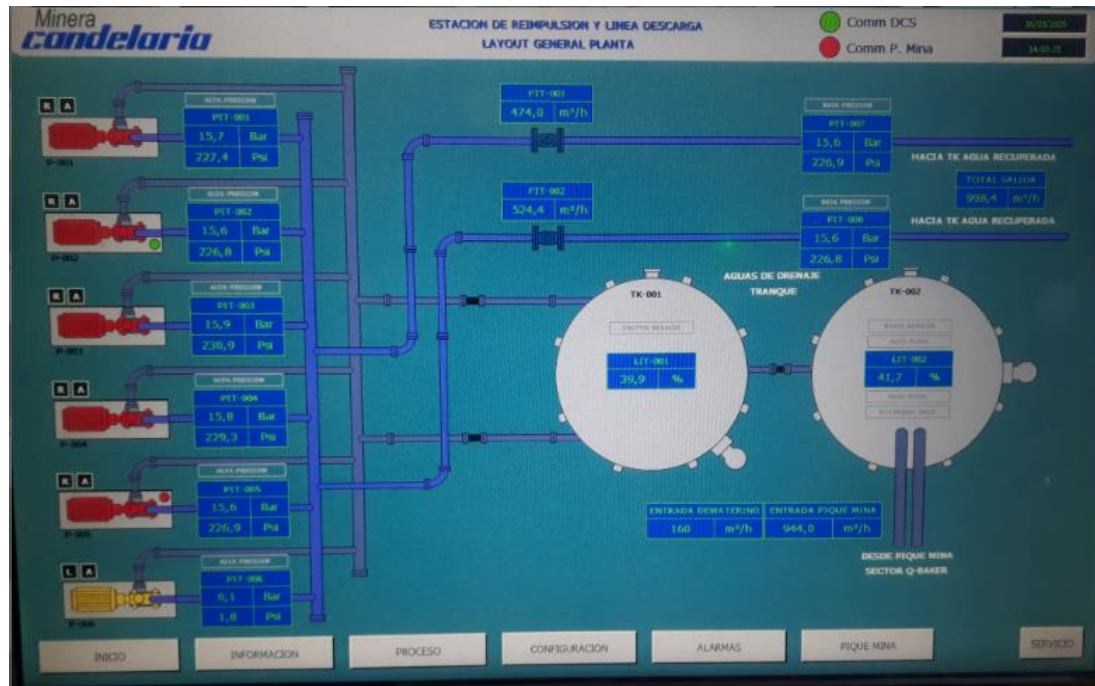 Minera
candelaria
ESTACION DE REIMPULSION Y LINEA DESCARGA
LAYOUT GENERAL PLANTA
Comm DCS
Comm P. Mina
16/03/2020
14:03:25
R A
P-001
ALTA PRESION
PIT-001
15,7 Bar
227,4 Psi
R A
P-002
ALTA PRESION
PIT-002
15,6 Bar
226,8 Psi
R A
P-003
ALTA PRESION
PIT-003
15,9 Bar
230,9 Psi
R A
P-004
ALTA PRESION
PIT-004
15,8 Bar
229,3 Psi
R A
P-005
ALTA PRESION
PIT-005
15,6 Bar
226,9 Psi
L A
P-006
ALTA PRESION
PIT-006
0,1 Bar
1,8 Psi
FIT-001
474,0 m³/h
FIT-002
524,4 m³/h
BAJA PRESION
PIT-007
15,6 Bar
226,9 Psi
HACIA TK AGUA RECUPERADA
TOTAL SALIDA
998,4 m³/h
BAJA PRESION
PIT-008
15,6 Bar
226,8 Psi
HACIA TK AGUA RECUPERADA
AGUAS DE DRENAJE
TRANQUE
TK-001
LIT-001
39,9 %
TK-002
LIT-002
41,7 %
ENTRADA DEWATERING
160 m³/h
ENTRADA PIQUE MINA
944,0 m³/h
DESDE PIQUE MINA
SECTOR Q-BAKER
INICIO
INFORMACION
PROCESO
CONFIGURACION
ALARMAS
PIQUE MINA
SERVICIO